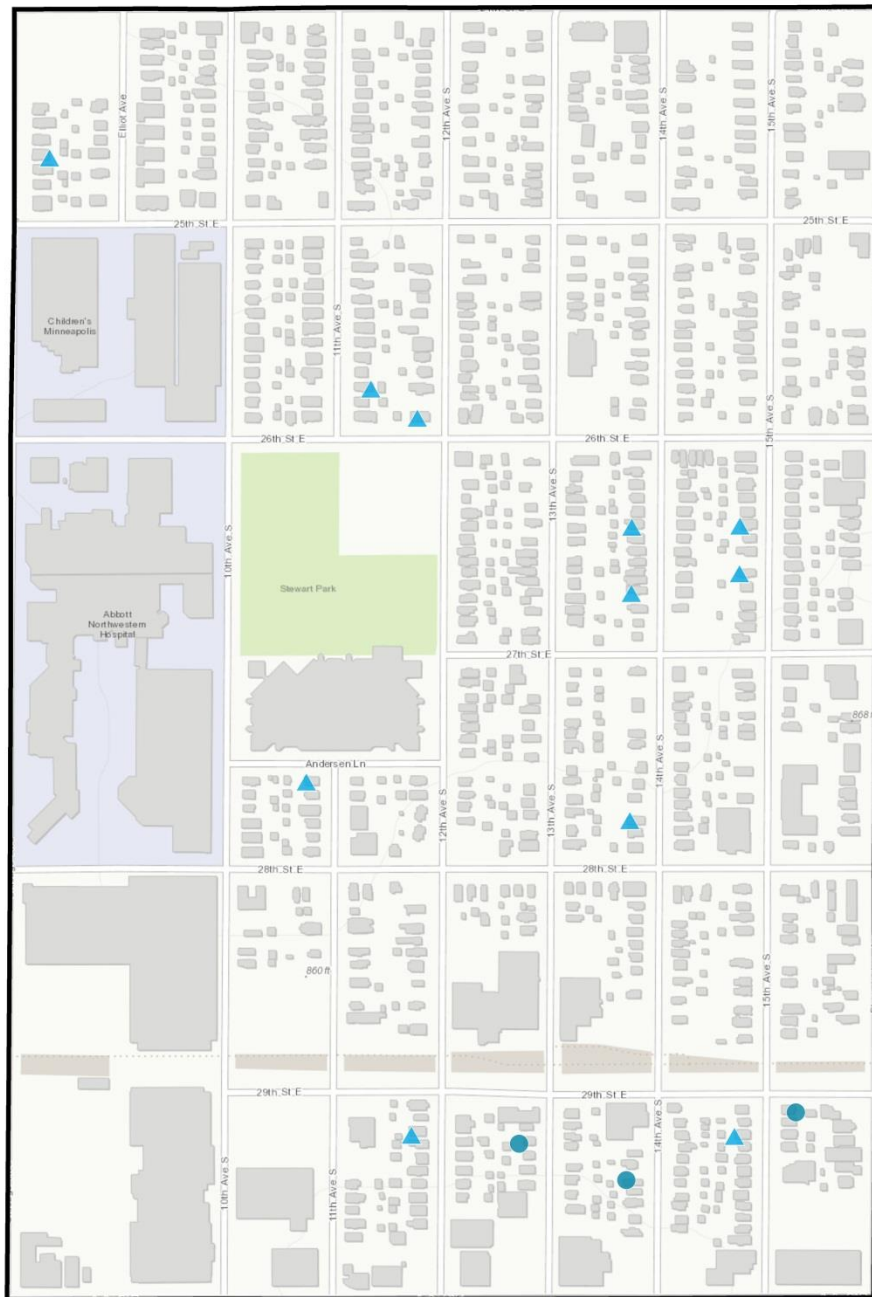 Elliot Ave
12th Ave S
14th Ave S
15th Ave S
25th St E
25th St E
Children's
Minneapolis
11th Ave S
26th St E
26th St E
15th Ave S
10th Ave S
13th Ave S
Stewart Park
Abbott
Northwestern
Hospital
27th St E
868 f
14th Ave S
Andersen Ln
12th Ave S
13th Ave S
28th St E
28th St E
860 ft
15th Ave S
29th St E
29th St E
14th Ave S
10th Ave S
11th Ave S